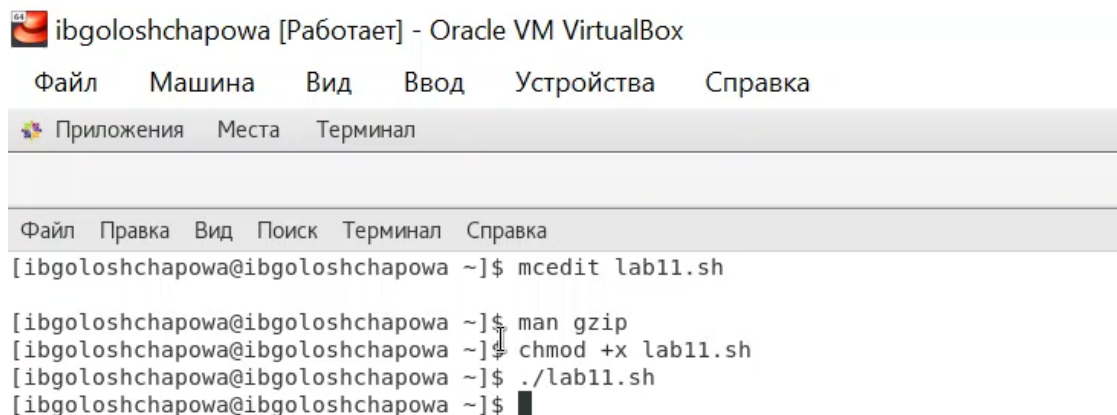 64
ibgoloshchapowa [Работает] - Oracle VM VirtualBox
Файл Машина Вид Ввод Устройства Справка
Приложения Места Терминал
Файл Правка Вид Поиск Терминал Справка
[ibgoloshchapowa@ibgoloshchapowa ~]$ mcedit lab11.sh
[ibgoloshchapowa@ibgoloshchapowa ~]$ man gzip
[ibgoloshchapowa@ibgoloshchapowa ~]$ chmod +x lab11.sh
[ibgoloshchapowa@ibgoloshchapowa ~]$ ./lab11.sh
[ibgoloshchapowa@ibgoloshchapowa ~]$